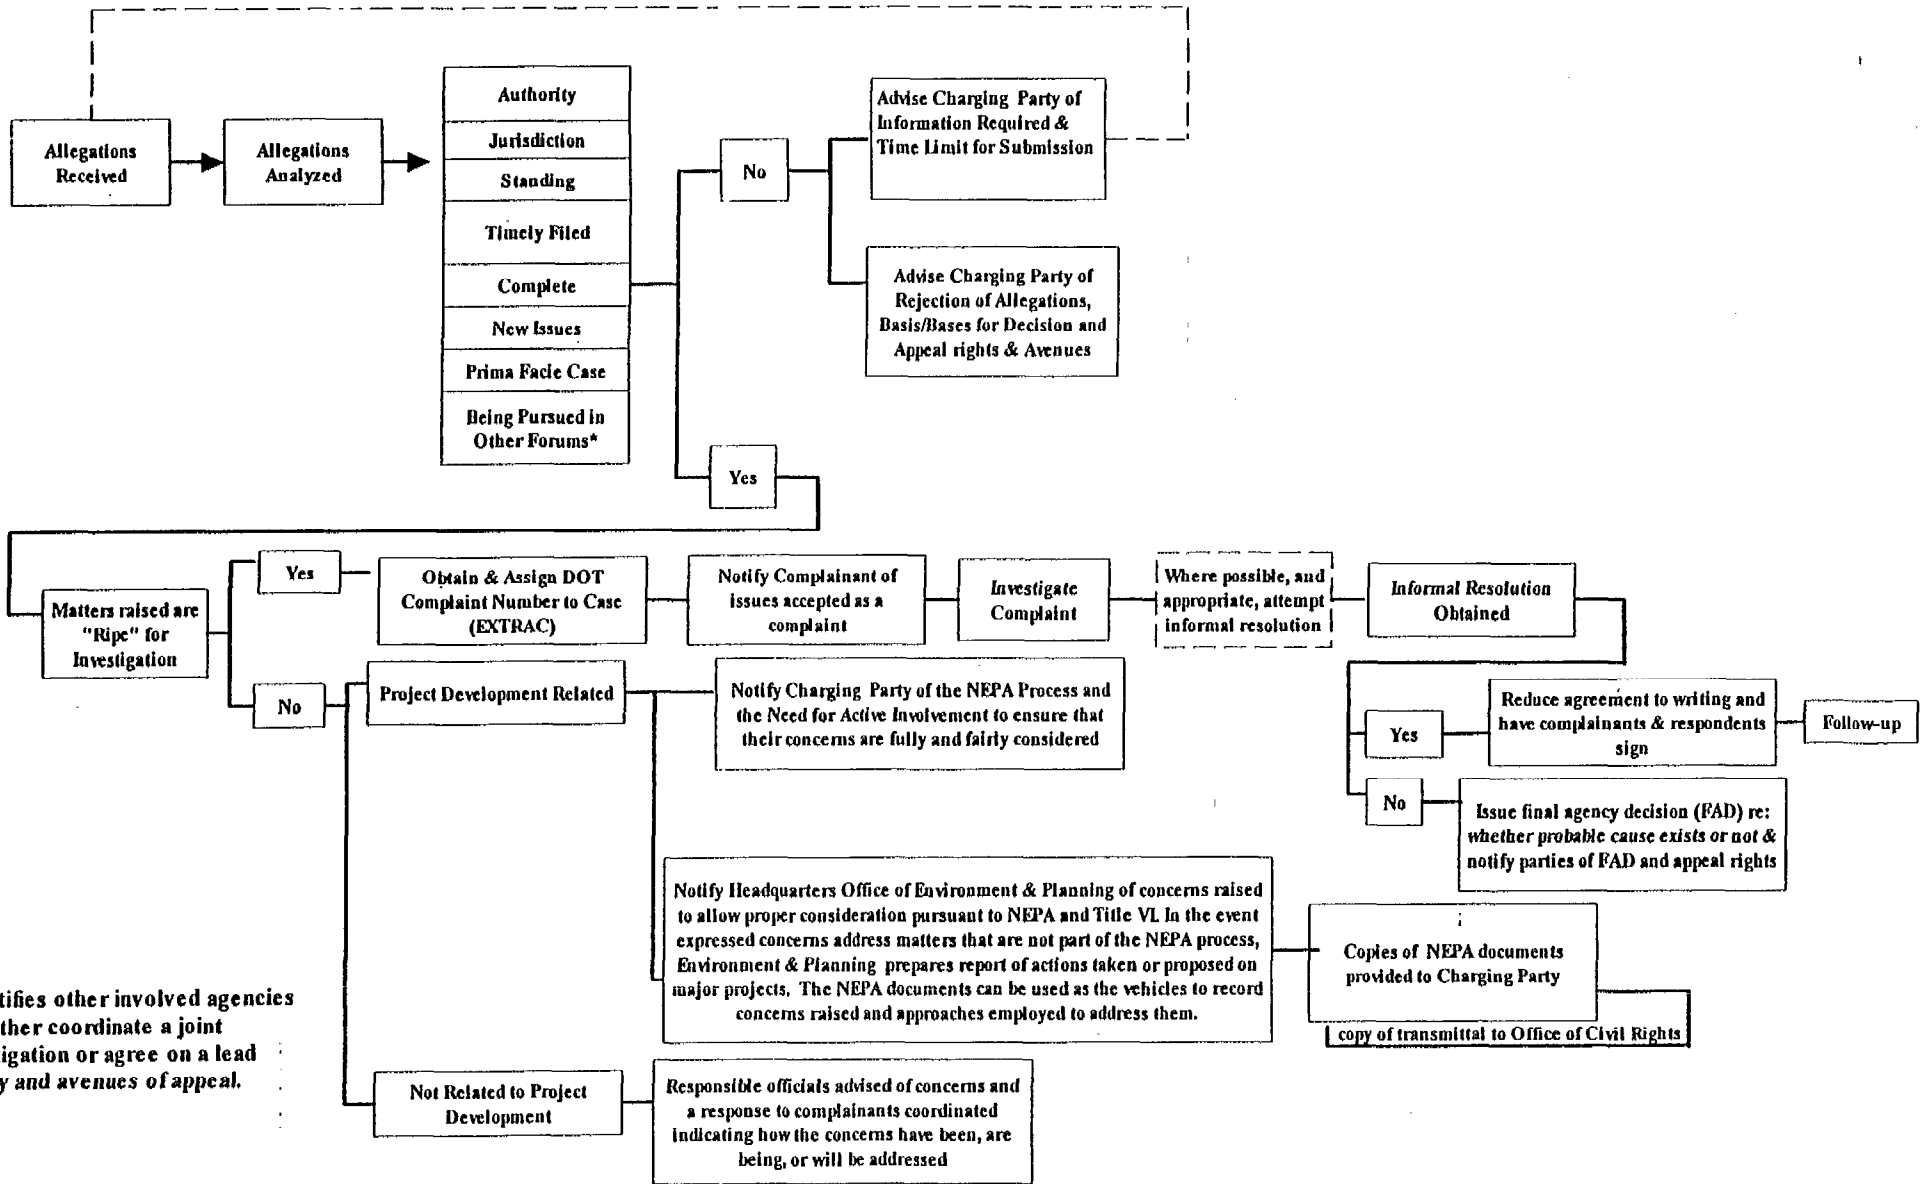 Allegations
Received
Allegations
Analyzed
Authority
Jurisdiction
Standing
Timely Filed
Complete
New Issues
Prima Facie Case
Being Pursued in
Other Forums*
No
Advise Charging Party of
Information Required &
Time Limit for Submission
Advise Charging Party of
Rejection of Allegations,
Basis/Bases for Decision and
Appeal rights & Avenues
Yes
Matters raised are
"Ripe" for
Investigation
Yes
Obtain & Assign DOT
Complaint Number to Case
(EXTRAC)
Notify Complainant of
issues accepted as a
complaint
Investigate
Complaint
Where possible, and
appropriate, attempt
informal resolution
Informal Resolution
Obtained
Yes
Reduce agreement to writing and
have complainants & respondents
sign
Follow-up
No
Issue final agency decision (FAD) re:
whether probable cause exists or not &
notify parties of FAD and appeal rights
No
Project Development Related
Notify Charging Party of the NEPA Process and
the Need for Active Involvement to ensure that
their concerns are fully and fairly considered
Notify Headquarters Office of Environment & Planning of concerns raised
to allow proper consideration pursuant to NEPA and Title VI. In the event
expressed concerns address matters that are not part of the NEPA process,
Environment & Planning prepares report of actions taken or proposed on
major projects. The NEPA documents can be used as the vehicles to record
concerns raised and approaches employed to address them.
Copies of NEPA documents
provided to Charging Party
copy of transmittal to Office of Civil Rights
Not Related to Project
Development
Responsible officials advised of concerns and
a response to complainants coordinated
indicating how the concerns have been, are
being, or will be addressed
tifies other involved agencies
ther coordinate a joint
igation or agree on a lead
y and avenues of appeal.